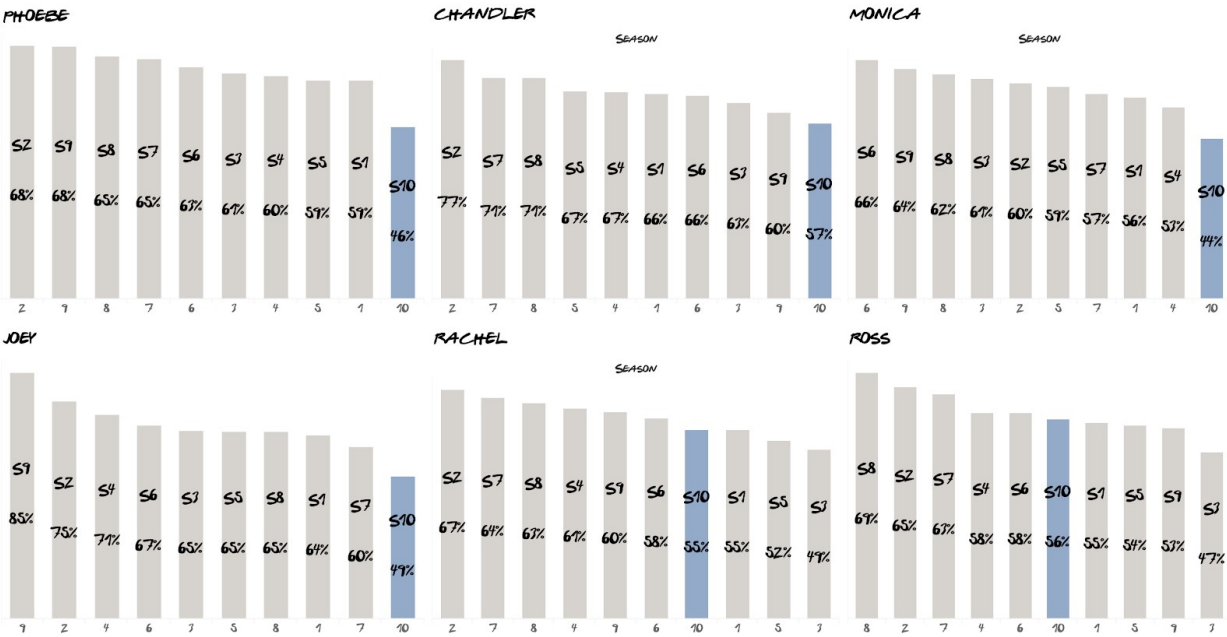 PHOEBE
S2 S9 S8 S7 S6 S3 S4 S5 S1 S10
68% 68% 65% 65% 63% 61% 60% 59% 59% 46%
2 9 8 7 6 3 4 5 1 10
CHANDLER
SEASON
S2 S7 S8 S5 S4 S1 S6 S3 S9 S10
77% 71% 71% 67% 67% 66% 66% 63% 60% 57%
2 7 8 5 4 1 6 3 9 10
MONICA
SEASON
S6 S9 S8 S3 S2 S5 S7 S1 S4 S10
66% 64% 62% 61% 60% 59% 57% 56% 53% 44%
6 9 8 3 2 5 7 1 4 10
JOEY
S9 S2 S4 S6 S3 S5 S8 S1 S7 S10
85% 75% 71% 67% 65% 65% 65% 64% 60% 49%
9 2 4 6 3 5 8 1 7 10
RACHEL
SEASON
S2 S7 S8 S4 S9 S6 S10 S1 S5 S3
67% 64% 63% 61% 60% 58% 55% 55% 52% 49%
2 7 8 4 9 6 10 1 5 3
ROSS
S8 S2 S7 S4 S6 S10 S1 S5 S9 S3
69% 65% 63% 58% 58% 56% 55% 54% 53% 47%
8 2 7 4 6 10 1 5 9 3